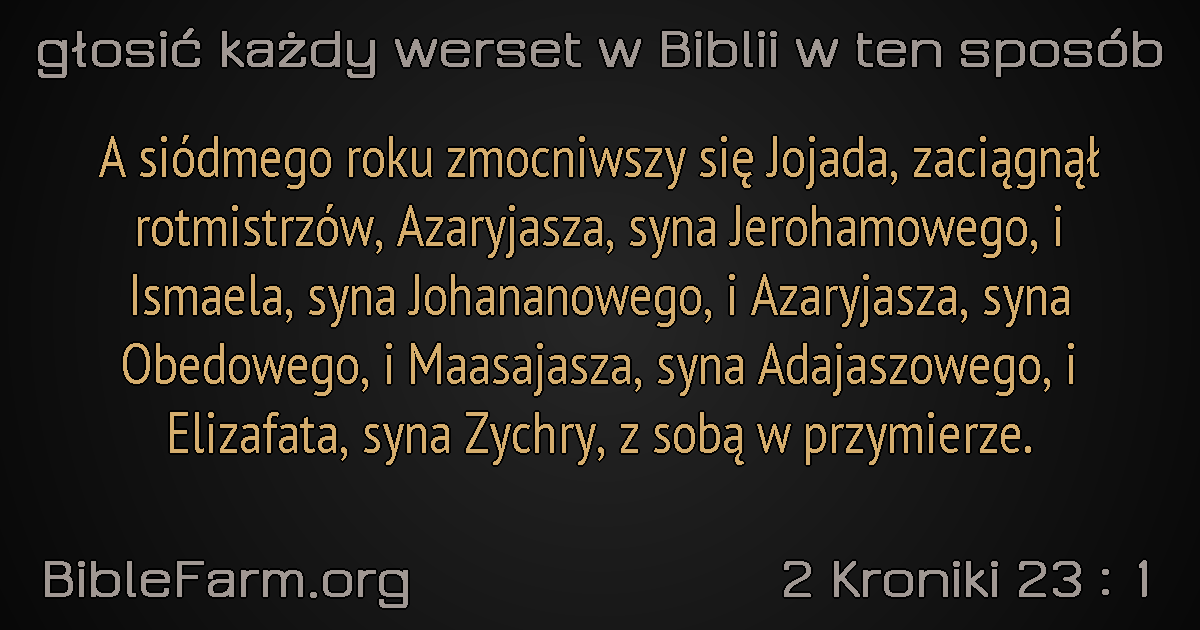 głosić każdy werset w Biblii w ten sposób
A siódmego roku zmocniwszy się Jojada, zaciągnął
rotmistrzów, Azaryjasza, syna Jerohamowego, i
Ismaela, syna Johananowego, i Azaryjasza, syna
Obedowego, i Maasajasza, syna Adajaszowego, i
Elizafata, syna Zychry, z sobą w przymierze.
BibleFarm.org
2 Kroniki 23 : 1